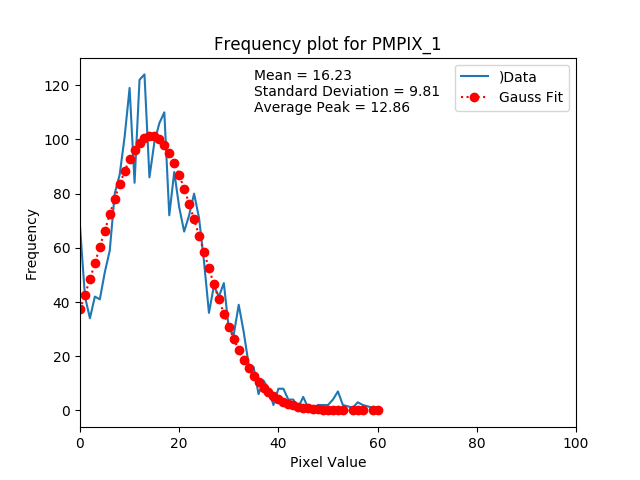 Frequency plot for PMPIX_1
Mean = 16.23
Standard Deviation = 9.81
Average Peak = 12.86
)Data
Gauss Fit
Frequency
120
100
80
60
40
20
0
0 20 40 60 80 100
Pixel Value